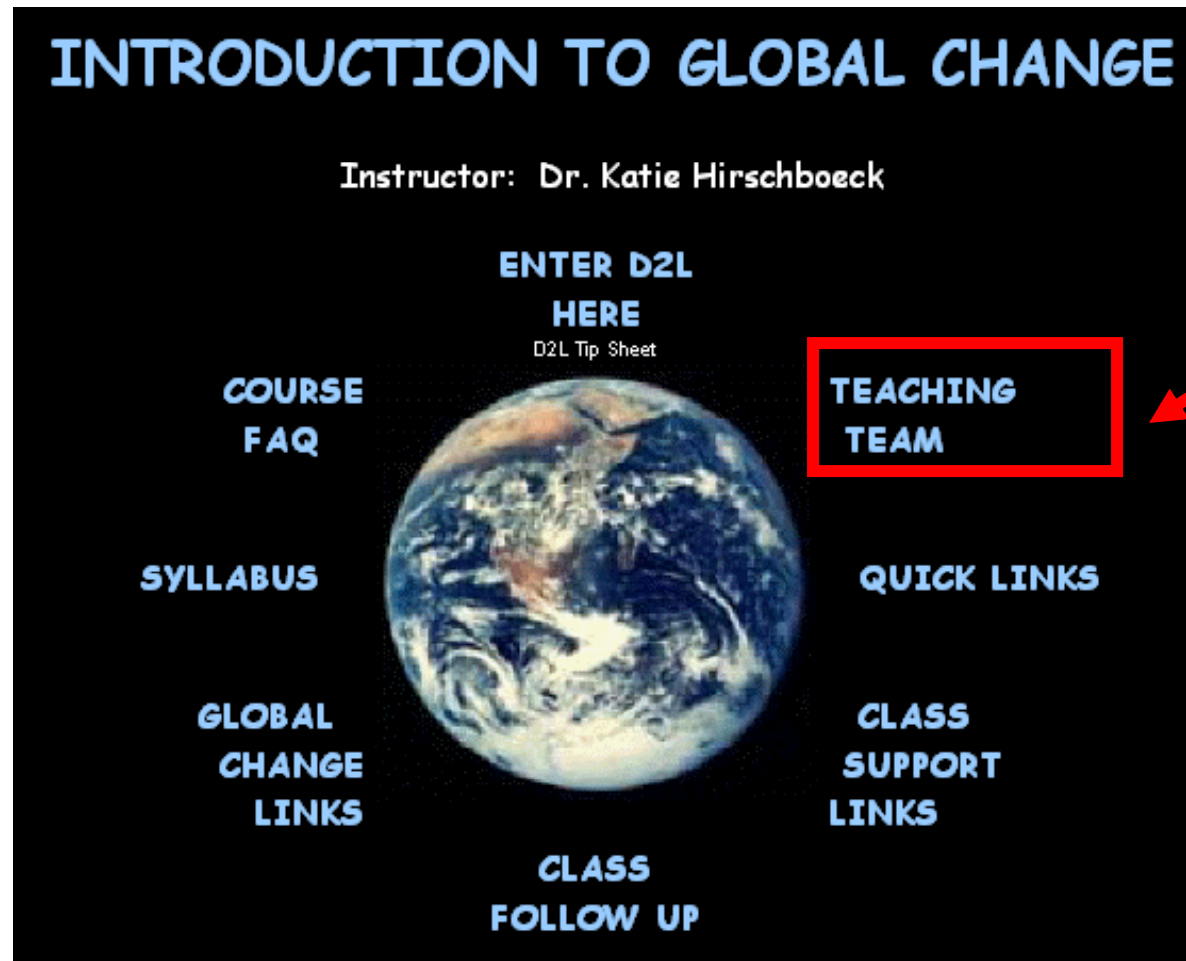 INTRODUCTION TO GLOBAL CHANGE
Instructor: Dr. Katie Hirschboeck
ENTER D2L
HERE
D2L Tip Sheet
COURSE
FAQ
TEACHING
TEAM
SYLLABUS
QUICK LINKS
GLOBAL
CHANGE
LINKS
CLASS
SUPPORT
LINKS
CLASS
FOLLOW UP